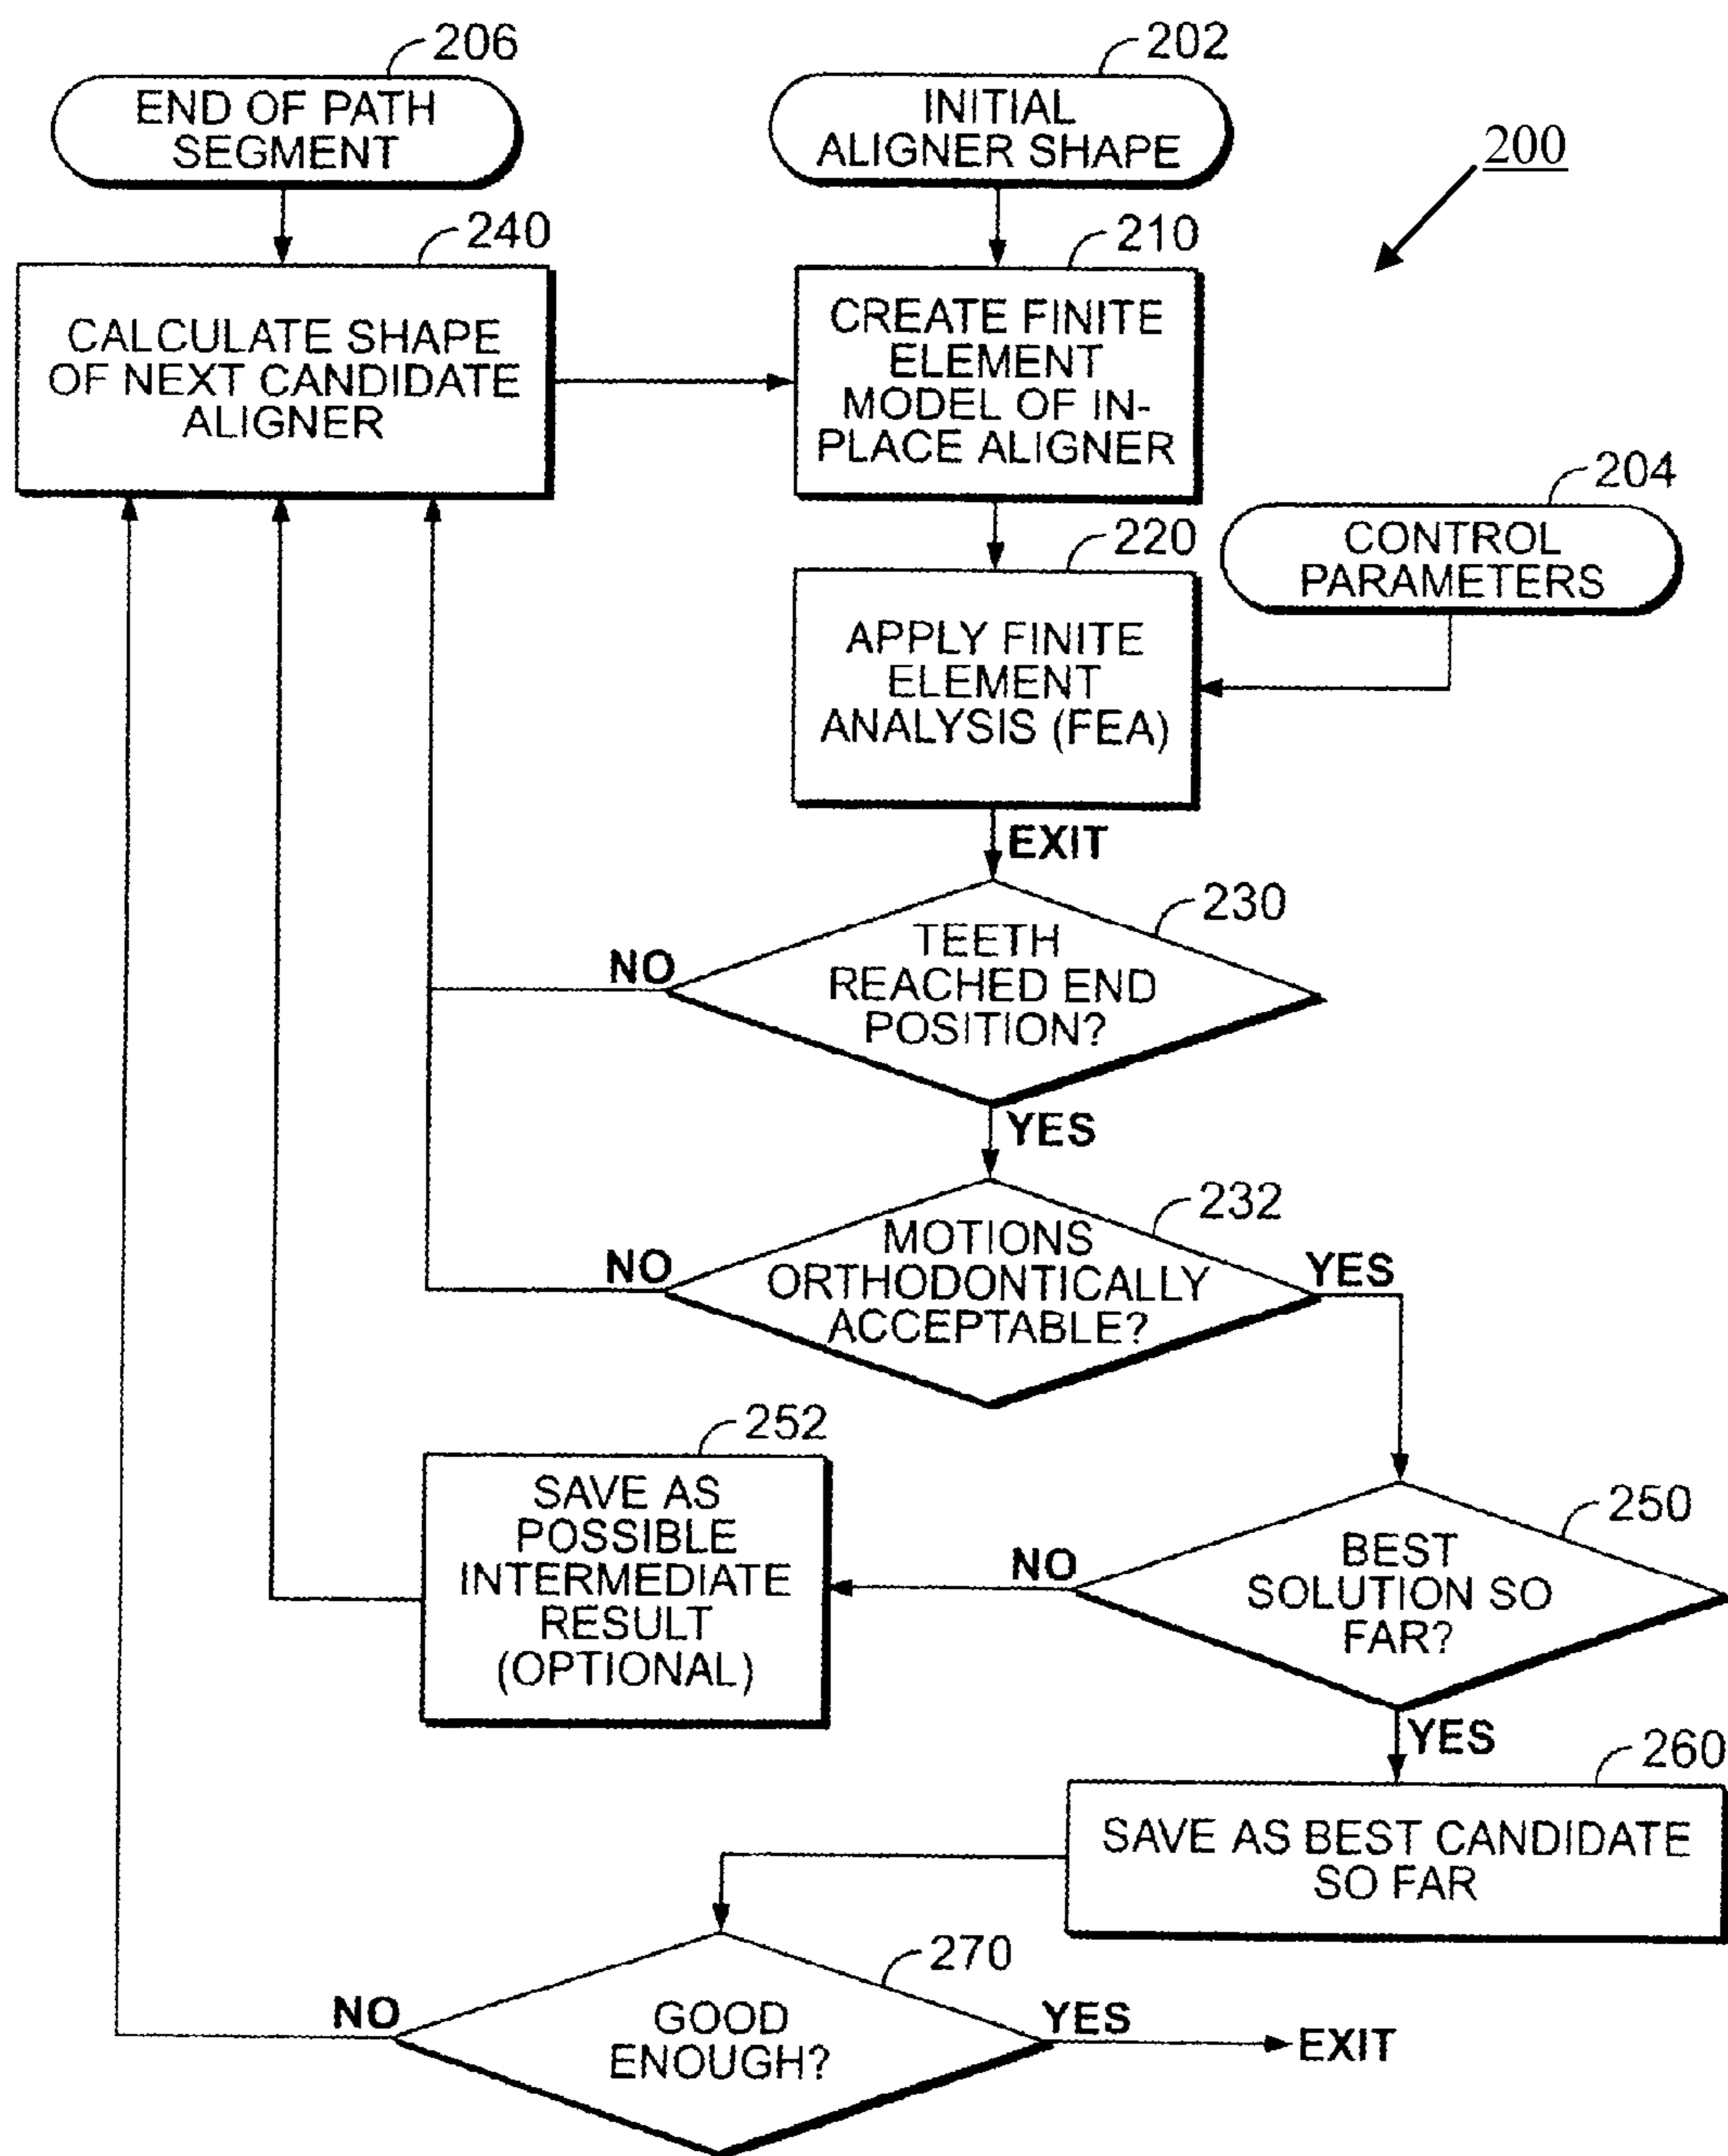 206
END OF PATH
SEGMENT
202
INITIAL
ALIGNER SHAPE
200
240
CALCULATE SHAPE
OF NEXT CANDIDATE
ALIGNER
210
CREATE FINITE
ELEMENT
MODEL OF IN-
PLACE ALIGNER
204
CONTROL
PARAMETERS
220
APPLY FINITE
ELEMENT
ANALYSIS (FEA)
EXIT
230
TEETH
REACHED END
POSITION?
NO
YES
232
MOTIONS
ORTHODONTICALLY
ACCEPTABLE?
NO
YES
252
SAVE AS
POSSIBLE
INTERMEDIATE
RESULT
(OPTIONAL)
250
BEST
SOLUTION SO
FAR?
NO
YES
260
SAVE AS BEST CANDIDATE
SO FAR
270
GOOD
ENOUGH?
NO
YES
EXIT